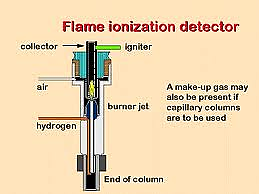 Flame ionization detector
collector
igniter
air
A make-up gas may
also be present if
capillary columns
are to be used
burner jet
hydrogen
End of column